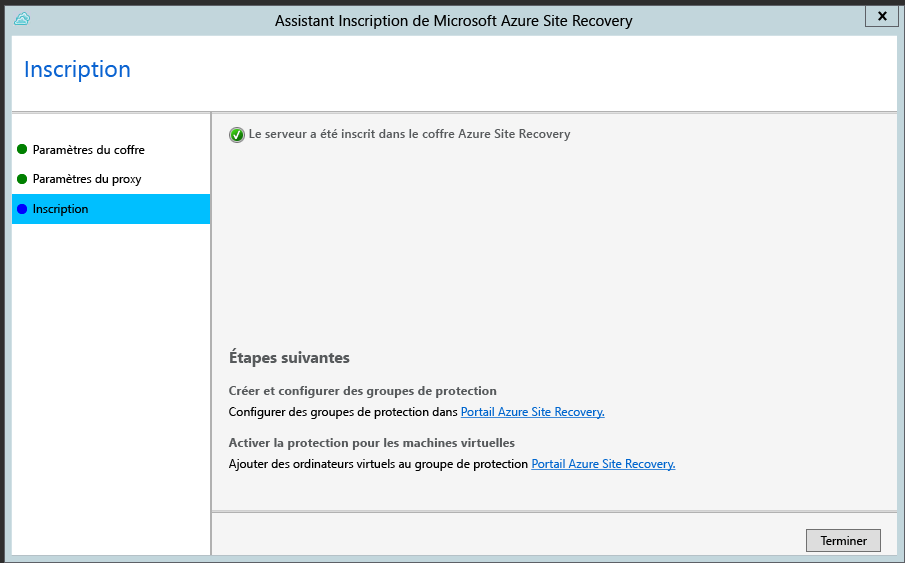 Assistant Inscription de Microsoft Azure Site Recovery
Inscription
Paramètres du coffre
Paramètres du proxy
Inscription
Le serveur a été inscrit dans le coffre Azure Site Recovery
Étapes suivantes
Créer et configurer des groupes de protection
Configurer des groupes de protection dans Portail Azure Site Recovery.
Activer la protection pour les machines virtuelles
Ajouter des ordinateurs virtuels au groupe de protection Portail Azure Site Recovery.
Terminer